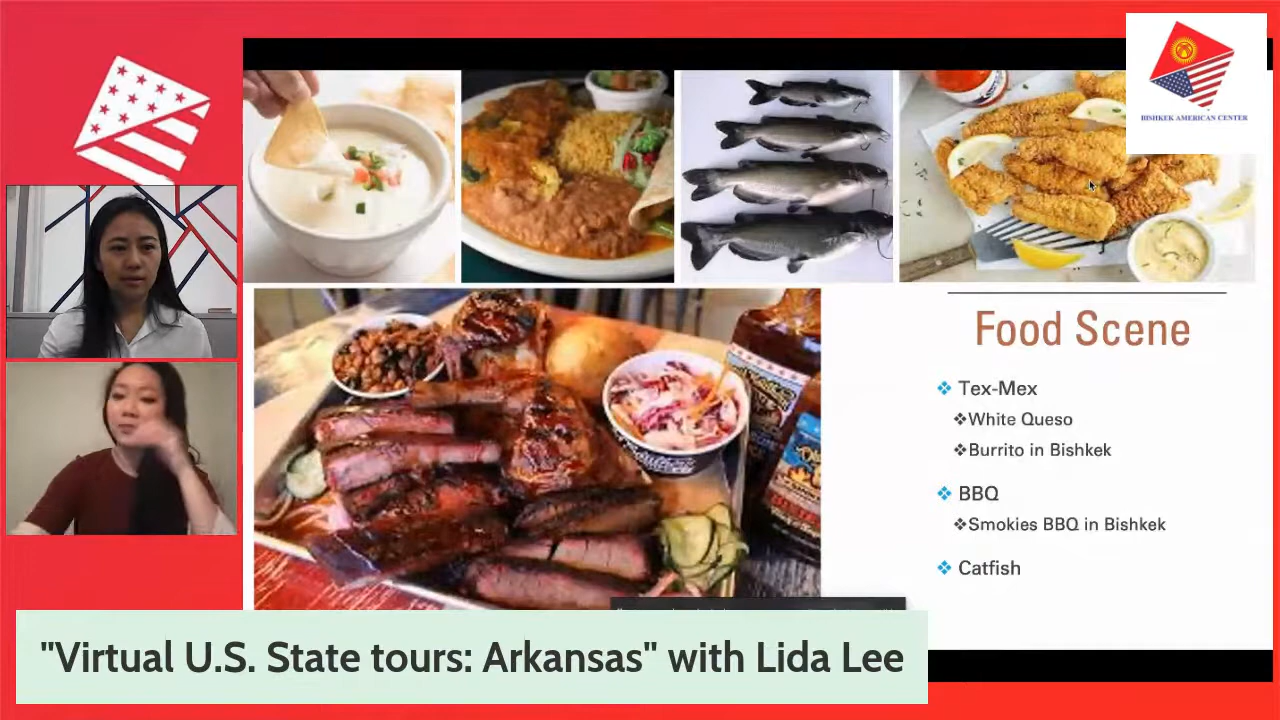 BISHKEK AMERICAN CENTER
Food Scene
❖ Tex-Mex
❖White Queso
❖Burrito in Bishkek
❖ BBQ
❖Smokies BBQ in Bishkek
❖ Catfish
"Virtual U.S. State tours: Arkansas" with Lida Lee